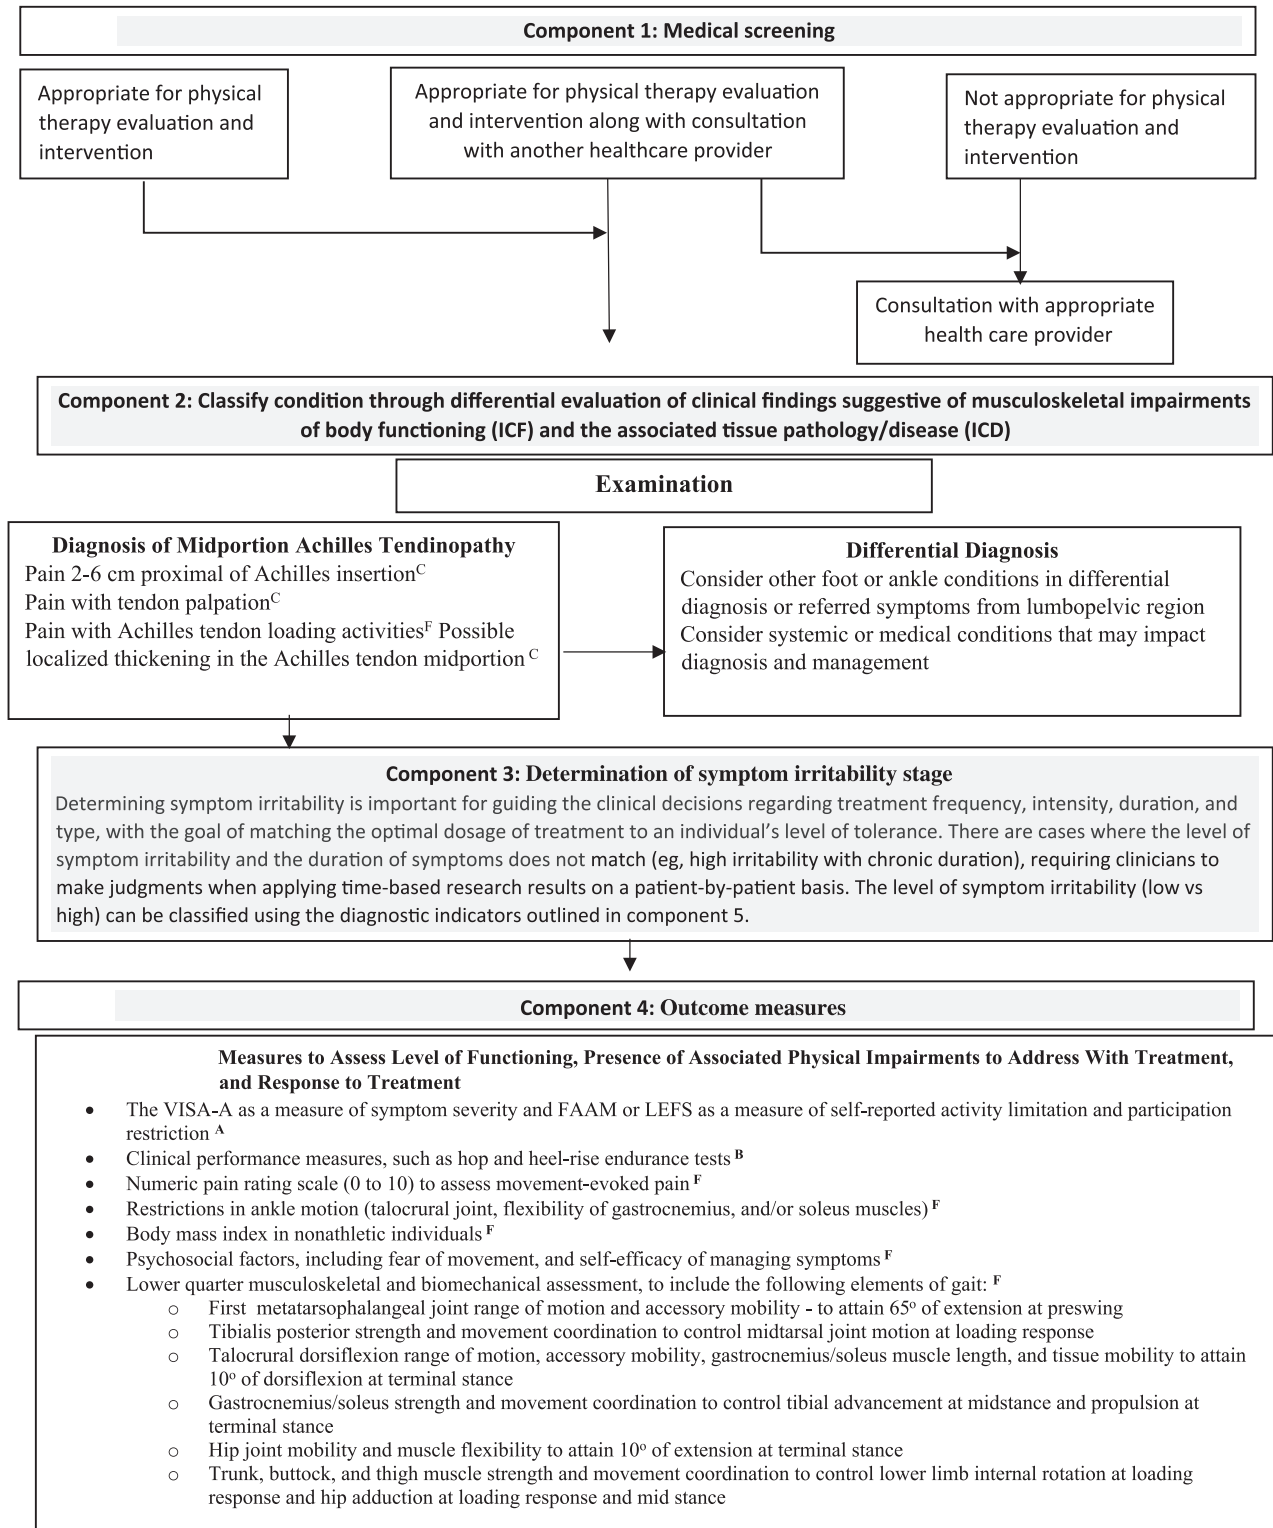 Component 1: Medical screening
Appropriate for physical
therapy evaluation and
intervention
Appropriate for physical therapy evaluation
and intervention along with consultation
with another healthcare provider
Not appropriate for physical
therapy evaluation and
intervention
Consultation with appropriate
health care provider
Component 2: Classify condition through differential evaluation of clinical findings suggestive of musculoskeletal impairments
of body functioning (ICF) and the associated tissue pathology/disease (ICD)
Examination
Diagnosis of Midportion Achilles Tendinopathy
Pain 2-6 cm proximal of Achilles insertionᶜ
Pain with tendon palpationᶜ
Pain with Achilles tendon loading activitiesF Possible
localized thickening in the Achilles tendon midportion C
Differential Diagnosis
Consider other foot or ankle conditions in differential
diagnosis or referred symptoms from lumbopelvic region
Consider systemic or medical conditions that may impact
diagnosis and management
Component 3: Determination of symptom irritability stage
Determining symptom irritability is important for guiding the clinical decisions regarding treatment frequency, intensity, duration, and
type, with the goal of matching the optimal dosage of treatment to an individual's level of tolerance. There are cases where the level of
symptom irritability and the duration of symptoms does not match (eg, high irritability with chronic duration), requiring clinicians to
make judgments when applying time-based research results on a patient-by-patient basis. The level of symptom irritability (low vs
high) can be classified using the diagnostic indicators outlined in component 5.
Component 4: Outcome measures
Measures to Assess Level of Functioning, Presence of Associated Physical Impairments to Address With Treatment,
and Response to Treatment
• The VISA-A as a measure of symptom severity and FAAM or LEFS as a measure of self-reported activity limitation and participation
restriction A
• Clinical performance measures, such as hop and heel-rise endurance tests B
• Numeric pain rating scale (0 to 10) to assess movement-evoked pain F
• Restrictions in ankle motion (talocrural joint, flexibility of gastrocnemius, and/or soleus muscles) F
• Body mass index in nonathletic individuals F
• Psychosocial factors, including fear of movement, and self-efficacy of managing symptoms F
• Lower quarter musculoskeletal and biomechanical assessment, to include the following elements of gait: F
o First metatarsophalangeal joint range of motion and accessory mobility - to attain 65o of extension at preswing
o Tibialis posterior strength and movement coordination to control midtarsal joint motion at loading response
o Talocrural dorsiflexion range of motion, accessory mobility, gastrocnemius/soleus muscle length, and tissue mobility to attain
10o of dorsiflexion at terminal stance
o Gastrocnemius/soleus strength and movement coordination to control tibial advancement at midstance and propulsion at
terminal stance
o Hip joint mobility and muscle flexibility to attain 10o of extension at terminal stance
o Trunk, buttock, and thigh muscle strength and movement coordination to control lower limb internal rotation at loading
response and hip adduction at loading response and mid stance